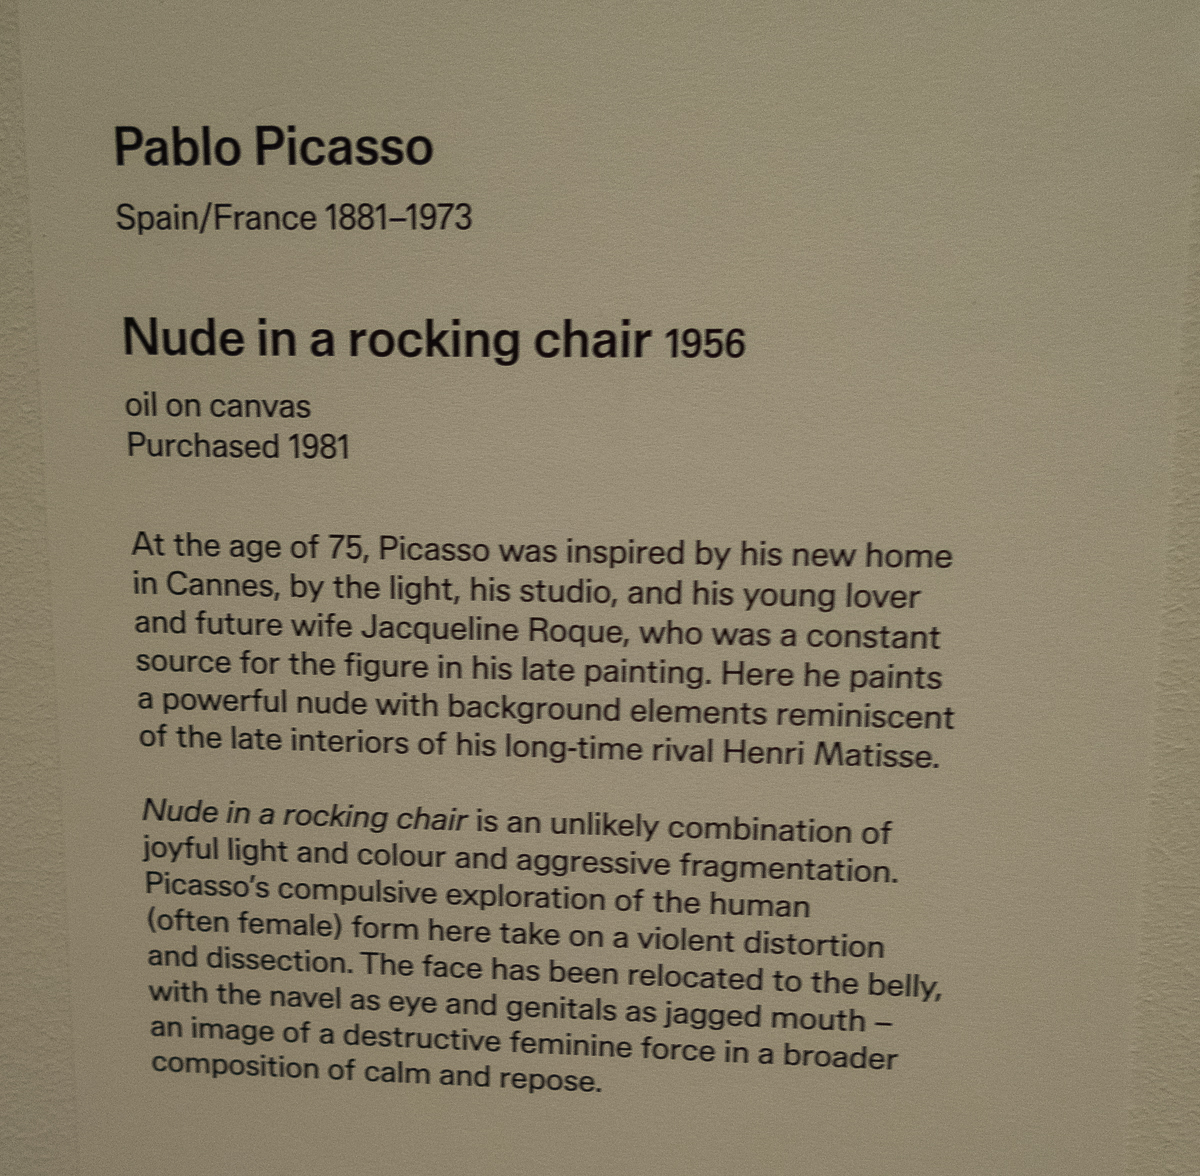 Pablo Picasso
Spain/France 1881–1973
Nude in a rocking chair 1956
oil on canvas
Purchased 1981
At the age of 75, Picasso was inspired by his new home
in Cannes, by the light, his studio, and his young lover
and future wife Jacqueline Roque, who was a constant
source for the figure in his late painting. Here he paints
a powerful nude with background elements reminiscent
of the late interiors of his long-time rival Henri Matisse.
Nude in a rocking chair is an unlikely combination of
joyful light and colour and aggressive fragmentation.
Picasso’s compulsive exploration of the human
(often female) form here take on a violent distortion
and dissection. The face has been relocated to the belly,
with the navel as eye and genitals as jagged mouth –
an image of a destructive feminine force in a broader
composition of calm and repose.